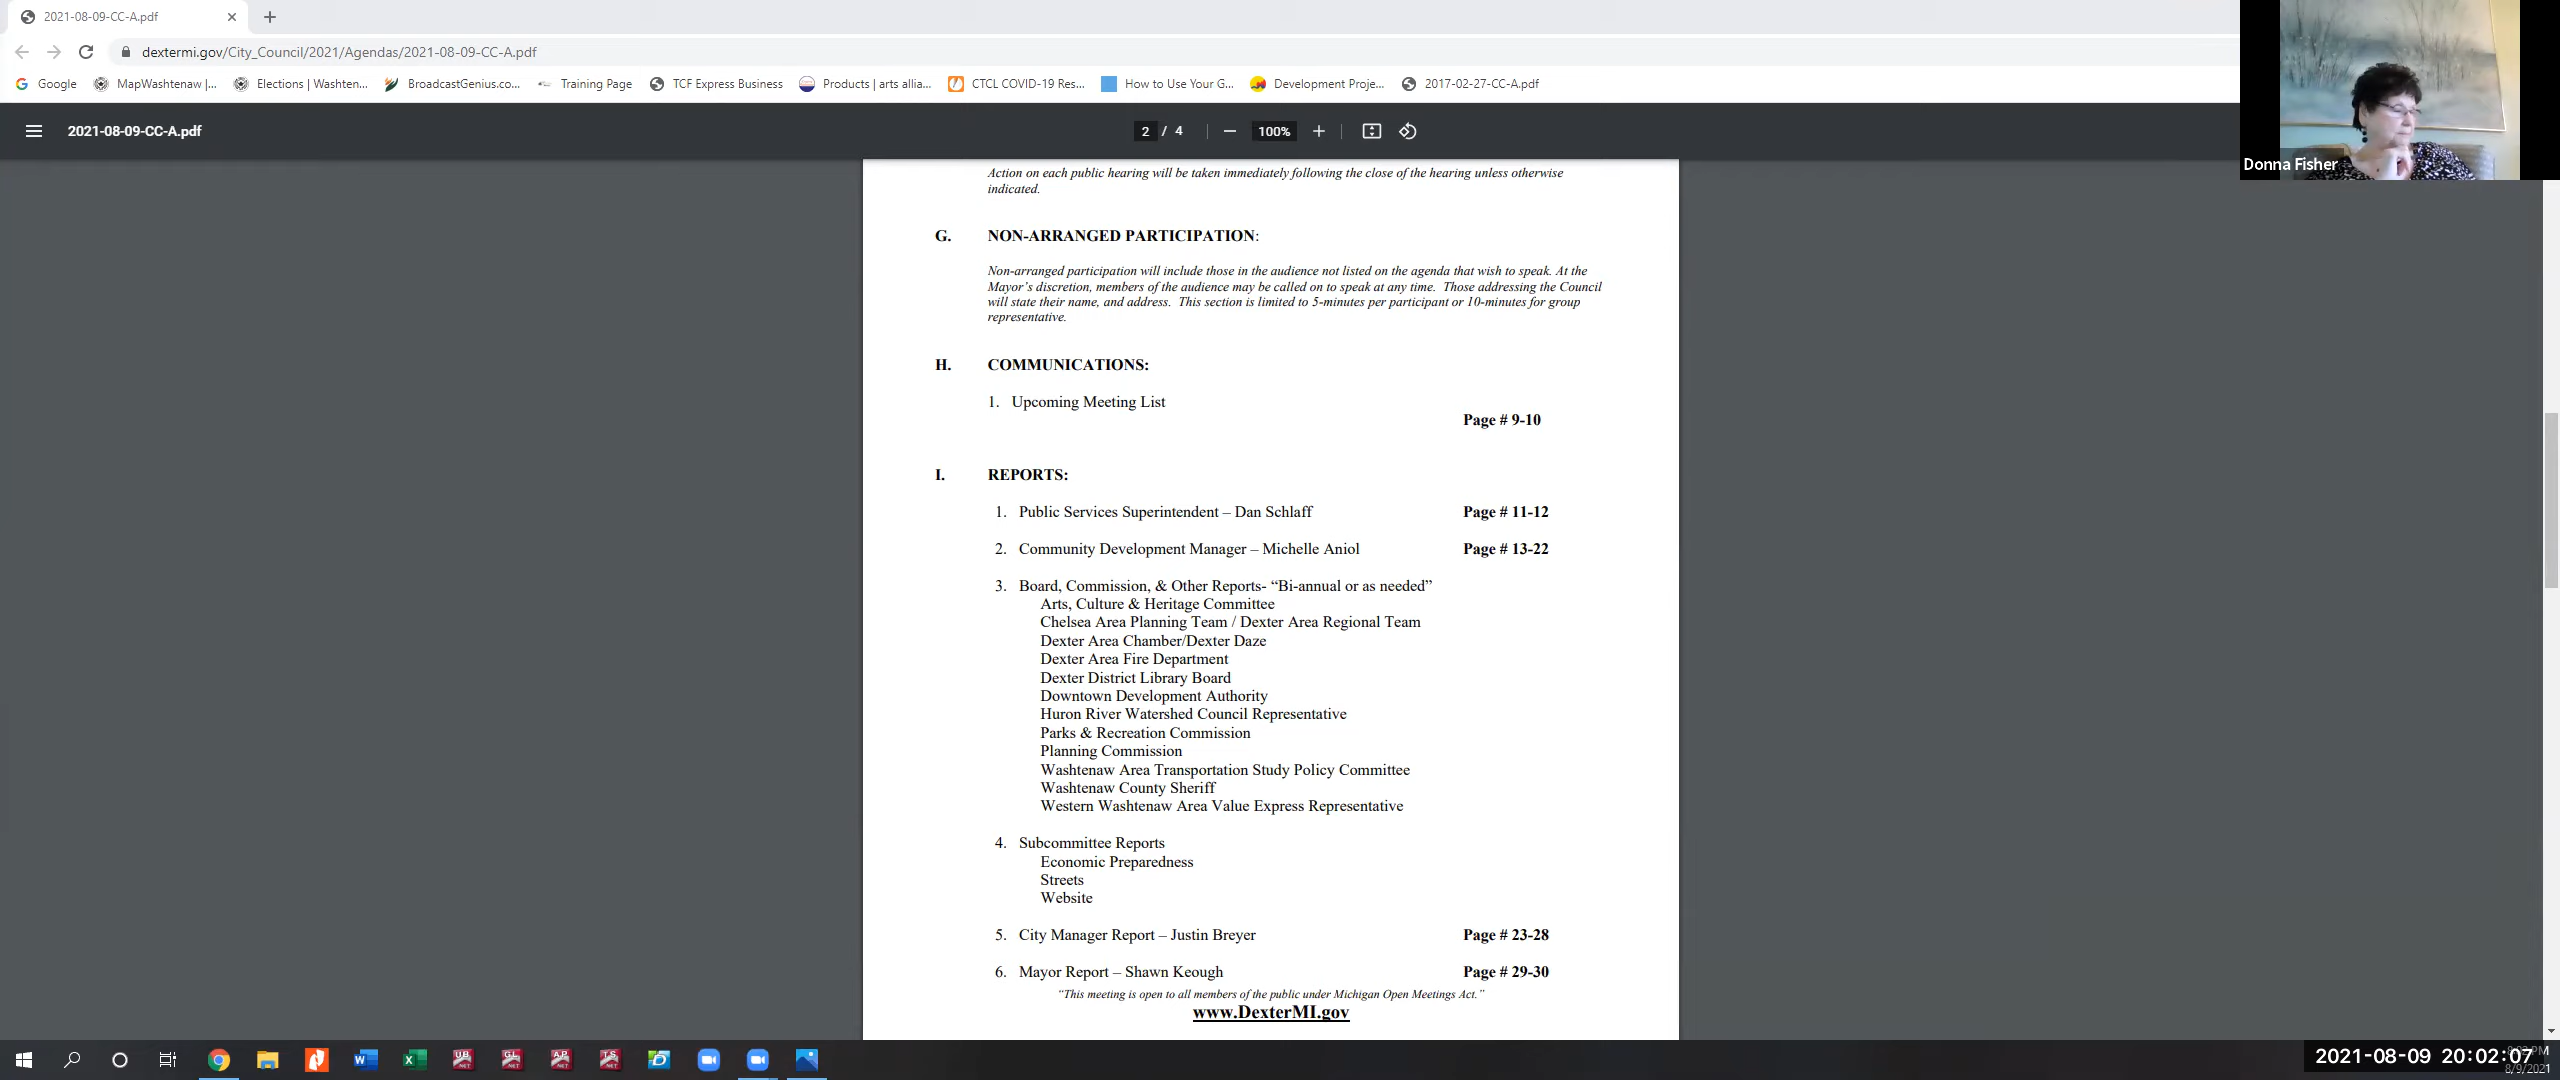 2021-08-09-CC-A.pdf
dextermi.gov/City_Council/2021/Agendas/2021-08-09-CC-A.pdf
Google MapWashtenaw |... Elections | Washten... BroadcastGenius.co... Training Page TCF Express Business Products | arts allia... CTCL COVID-19 Res... How to Use Your G... Development Proje... 2017-02-27-CC-A.pdf
2021-08-09-CC-A.pdf 2 / 4 100%
Donna Fisher
Action on each public hearing will be taken immediately following the close of the hearing unless otherwise
indicated.
G. NON-ARRANGED PARTICIPATION:
Non-arranged participation will include those in the audience not listed on the agenda that wish to speak. At the
Mayor's discretion, members of the audience may be called on to speak at any time. Those addressing the Council
will state their name, and address. This section is limited to 5-minutes per participant or 10-minutes for group
representative.
H. COMMUNICATIONS:
1. Upcoming Meeting List
Page # 9-10
I. REPORTS:
1. Public Services Superintendent – Dan Schlaff Page # 11-12
2. Community Development Manager – Michelle Aniol Page # 13-22
3. Board, Commission, & Other Reports- “Bi-annual or as needed”
Arts, Culture & Heritage Committee
Chelsea Area Planning Team / Dexter Area Regional Team
Dexter Area Chamber/Dexter Daze
Dexter Area Fire Department
Dexter District Library Board
Downtown Development Authority
Huron River Watershed Council Representative
Parks & Recreation Commission
Planning Commission
Washtenaw Area Transportation Study Policy Committee
Washtenaw County Sheriff
Western Washtenaw Area Value Express Representative
4. Subcommittee Reports
Economic Preparedness
Streets
Website
5. City Manager Report – Justin Breyer Page # 23-28
6. Mayor Report – Shawn Keough Page # 29-30
“This meeting is open to all members of the public under Michigan Open Meetings Act.”
www.DexterMI.gov
2021-08-09 20:02:07
8/9/2021